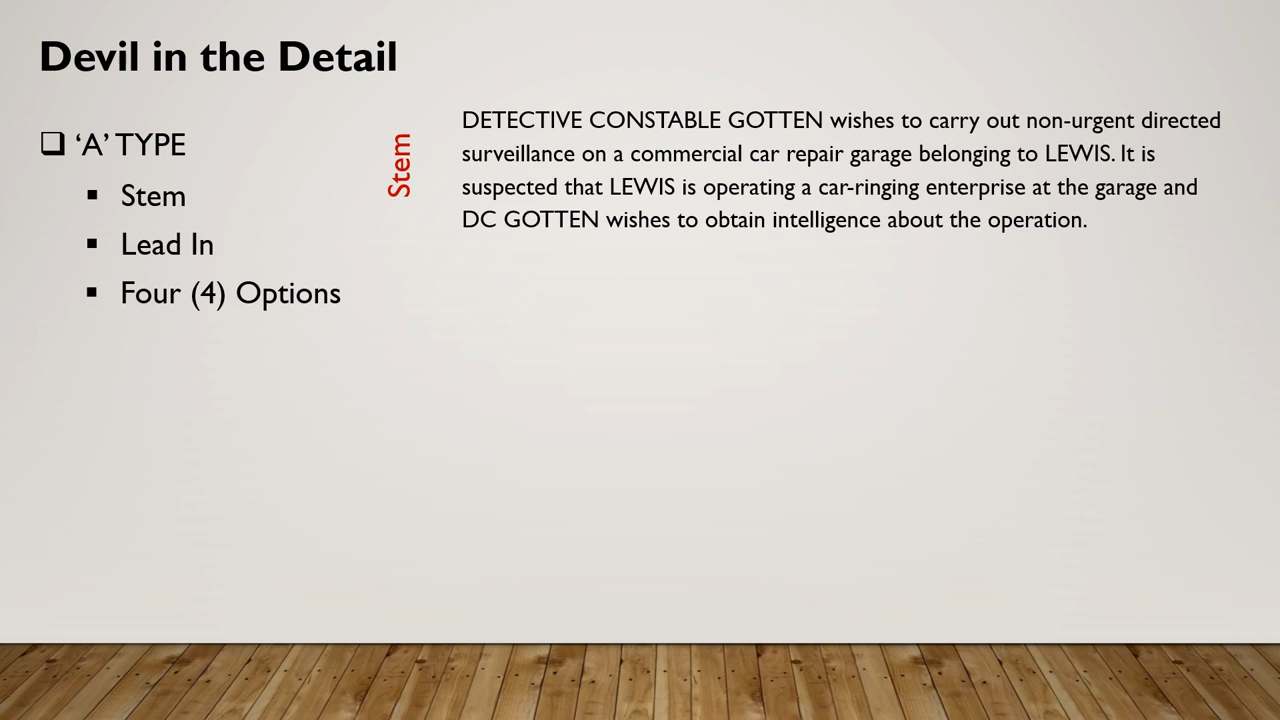 Devil in the Detail
❑ ‘A’ TYPE
▪ Stem
▪ Lead In
▪ Four (4) Options
Stem
DETECTIVE CONSTABLE GOTTEN wishes to carry out non-urgent directed
surveillance on a commercial car repair garage belonging to LEWIS. It is
suspected that LEWIS is operating a car-ringing enterprise at the garage and
DC GOTTEN wishes to obtain intelligence about the operation.